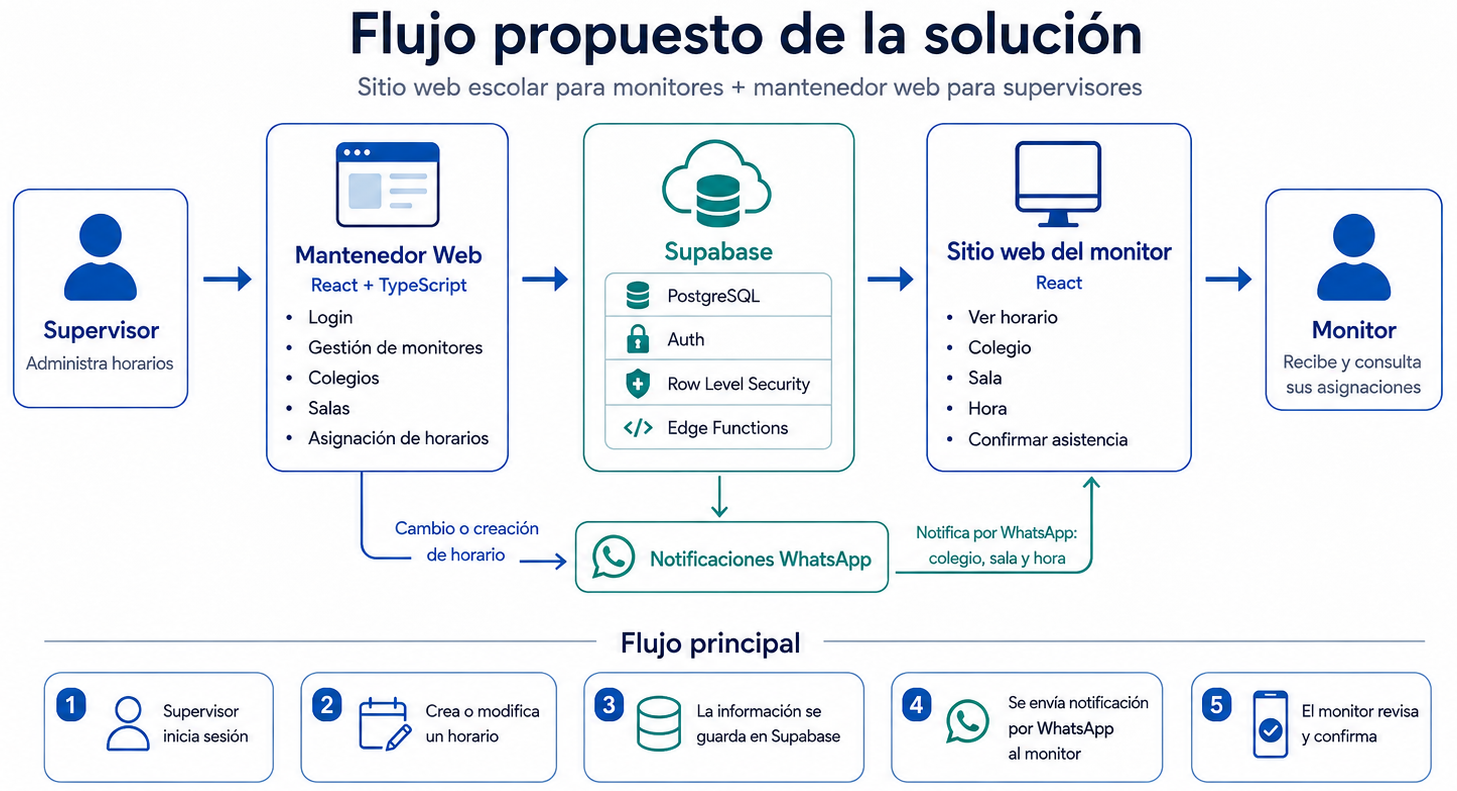 Flujo propuesto de la solución
Sitio web escolar para monitores + mantenedor web para supervisores
Supervisor
Administra horarios
Mantenedor Web
React + TypeScript
• Login
• Gestión de monitores
• Colegios
• Salas
• Asignación de horarios
Supabase
PostgreSQL
Auth
Row Level Security
</> Edge Functions
Sitio web del monitor
React
• Ver horario
• Colegio
• Sala
• Hora
• Confirmar asistencia
Monitor
Recibe y consulta
sus asignaciones
Cambio o creación
de horario
Notificaciones WhatsApp
Notifica por WhatsApp:
colegio, sala y hora
Flujo principal
1
Supervisor
inicia sesión
2
Crea o modifica
un horario
3
La información se
guarda en Supabase
4
Se envía notificación
por WhatsApp
al monitor
5
El monitor revisa
y confirma